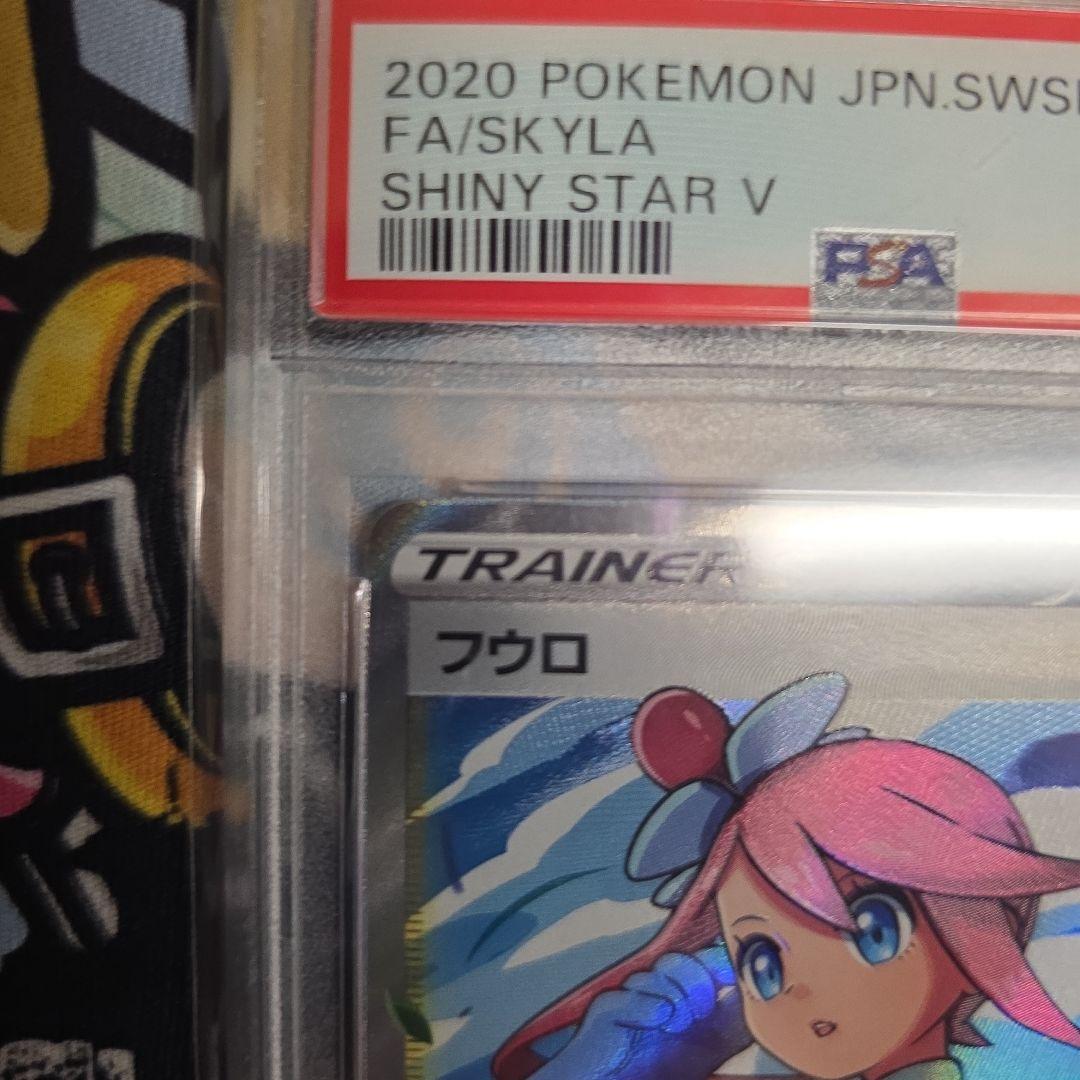 2020 POKEMON JPN.SWSH
FA/SKYLA
SHINY STAR V
PSA
TRAINER
フウロ